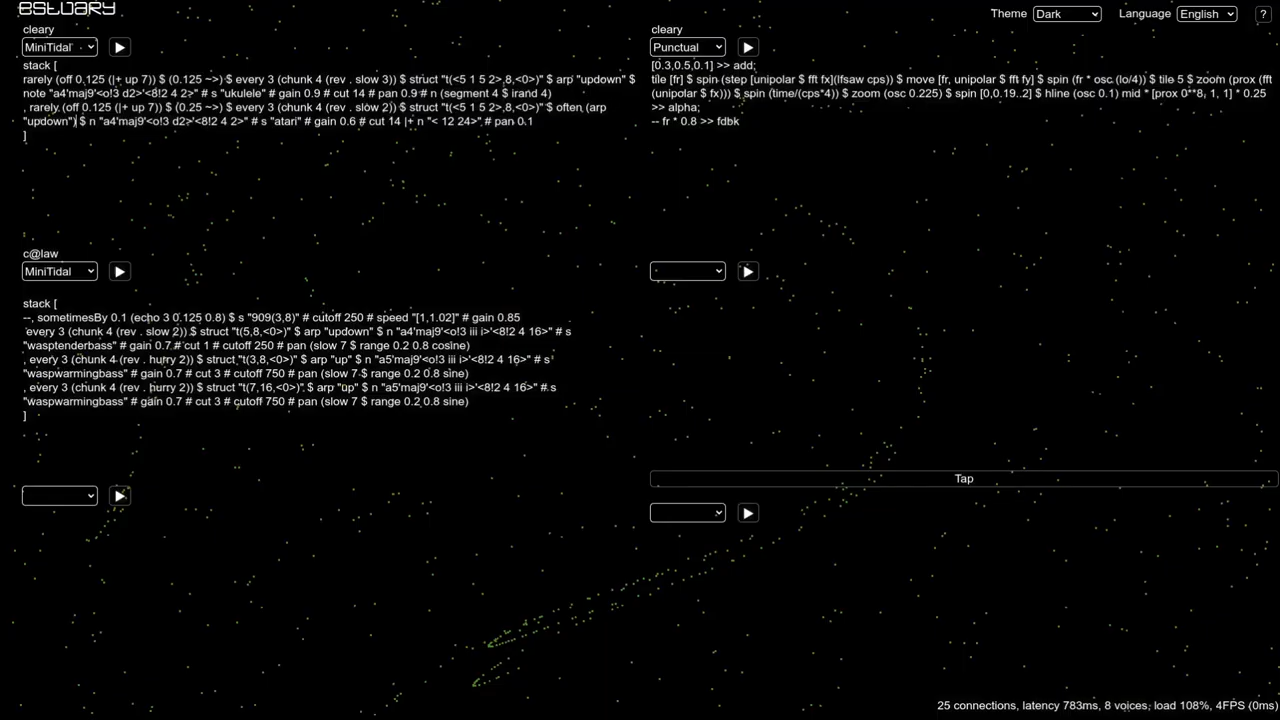 estuary
Theme Dark Language English ?
cleary
MiniTidal
stack [
rarely (off 0.125 (|+ up 7)) $ (0.125 ~>) $ every 3 (chunk 4 (rev . slow 3)) $ struct "t(<5 1 5 2>,8,<0>)" $ arp "updown" $
note "a4'maj9'<o!3 d2>'<8!2 4 2>" # s "ukulele" # gain 0.9 # cut 14 # pan 0.9 # n (segment 4 $ irand 4)
, rarely (off 0.125 (|+ up 7)) $ (0.25 ~>) $ every 3 (chunk 4 (rev . slow 2)) $ struct "t(<5 1 5 2>,8,<0>)" $ often (arp
"updown") $ n "a4'maj9'<o!3 d2>'<8!2 4 2>" # s "atari" # gain 0.6 # cut 14 |+ n "< 12 24>" # pan 0.1
]
cleary
Punctual
[0.3,0.5,0.1] >> add;
tile [fr] $ spin (step [unipolar $ fft fx](lfsaw cps)) $ move [fr, unipolar $ fft fy] $ spin (fr * osc (lo/4)) $ tile 5 $ zoom (prox (fft
(unipolar $ fx))) $ spin (time/(cps*4)) $ zoom (osc 0.225) $ spin [0,0.19..2] $ hline (osc 0.1) mid * [prox 0**8, 1, 1] * 0.25
>> alpha;
-- fr * 0.8 >> fdbk
c@law
MiniTidal
stack [
--, sometimesBy 0.1 (echo 3 0.125 0.8) $ s "909(3,8)" # cutoff 250 # speed "[1,1.02]" # gain 0.85
every 3 (chunk 4 (rev . slow 2)) $ struct "t(5,8,<0>)" $ arp "updown" $ n "a4'maj9'<o!3 iii i>'<8!2 4 16>" # s
"wasptenderbass" # gain 0.7 # cut 1 # cutoff 250 # pan (slow 7 $ range 0.2 0.8 cosine)
, every 3 (chunk 4 (rev . hurry 2)) $ struct "t(3,8,<0>)" $ arp "up" $ n "a5'maj9'<o!3 iii i>'<8!2 4 16>" # s
"waspwarmingbass" # gain 0.7 # cut 3 # cutoff 750 # pan (slow 7 $ range 0.2 0.8 sine)
, every 3 (chunk 4 (rev . hurry 2)) $ struct "t(7,16,<0>)" $ arp "up" $ n "a5'maj9'<o!3 iii i>'<8!2 4 16>" # s
"waspwarmingbass" # gain 0.7 # cut 3 # cutoff 750 # pan (slow 7 $ range 0.2 0.8 sine)
]
Tap
25 connections, latency 783ms, 8 voices, load 108%, 4FPS (0ms)